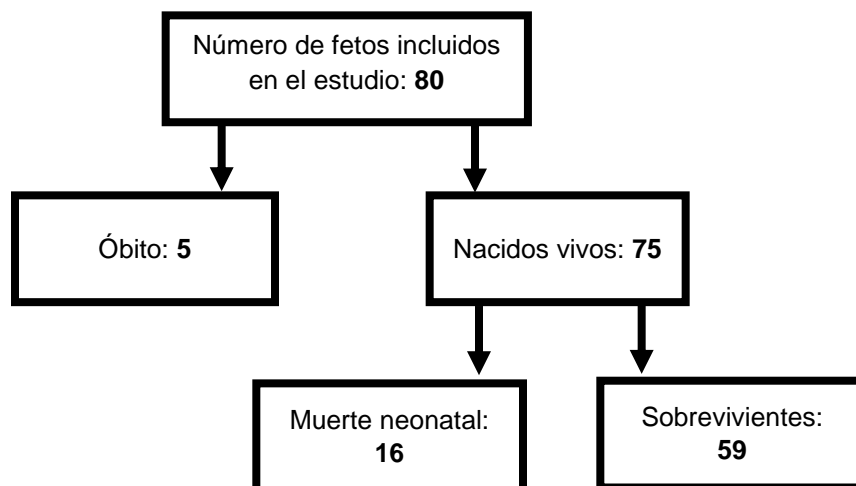 Número de fetos incluidos
en el estudio: 80
Óbito: 5
Nacidos vivos: 75
Muerte neonatal:
16
Sobrevivientes:
59